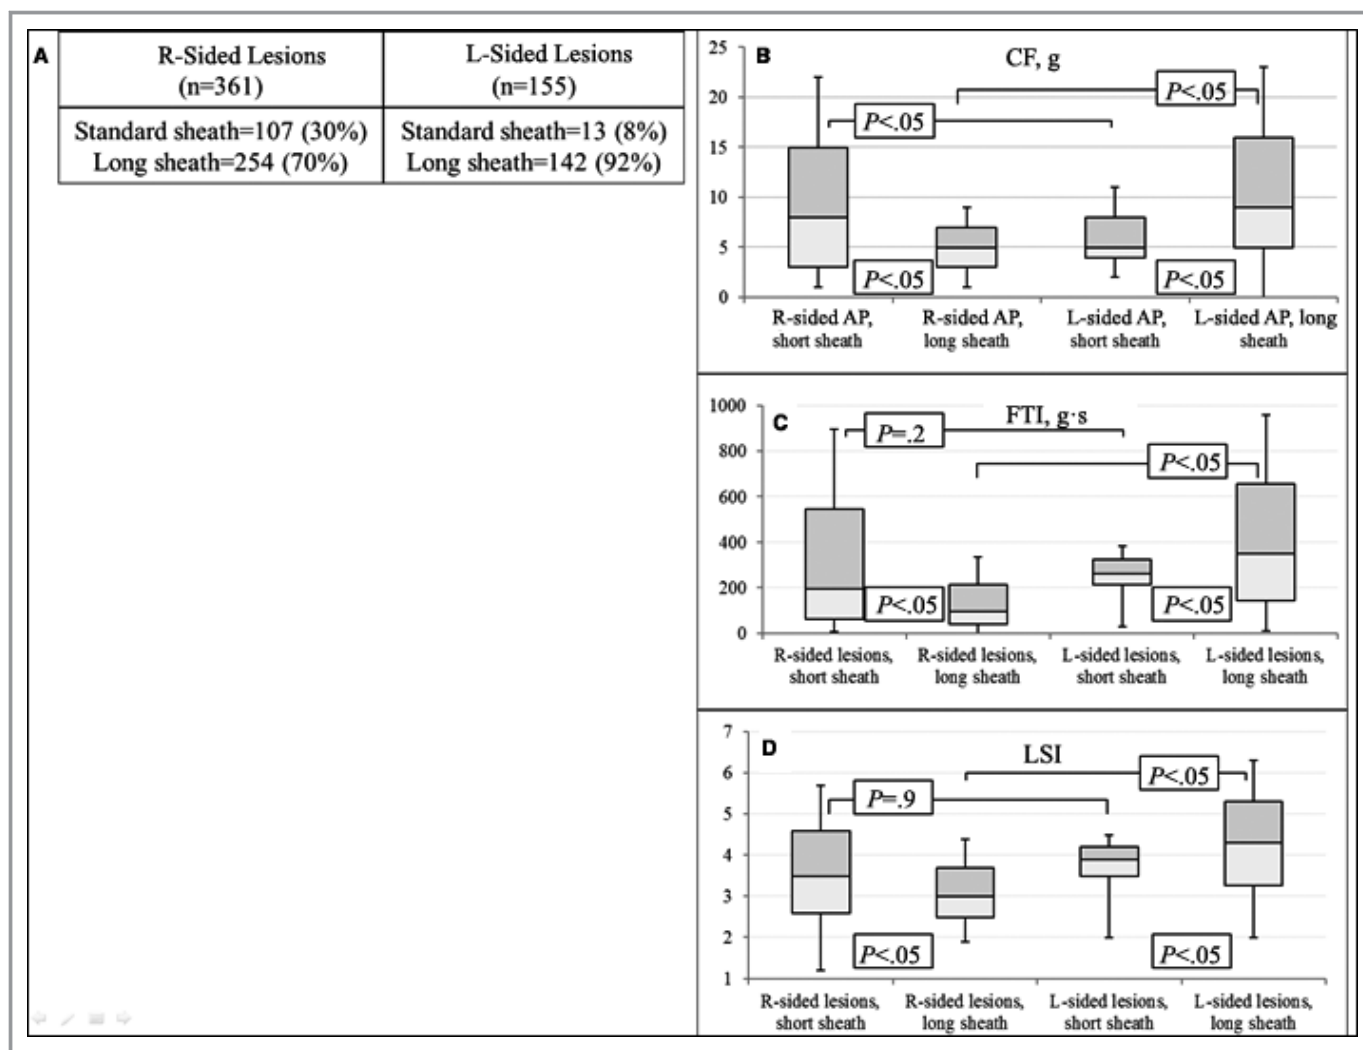 A
R-Sided Lesions
(n=361)
L-Sided Lesions
(n=155)
Standard sheath=107 (30%)
Long sheath=254 (70%)
Standard sheath=13 (8%)
Long sheath=142 (92%)
B
CF, g
25
20
15
10
5
0
P<.05
P<.05
P<.05
P<.05
R-sided AP,
short sheath
R-sided AP,
long sheath
L-sided AP,
short sheath
L-sided AP, long
sheath
C
FTI, g·s
1000
800
600
400
200
0
P=.2
P<.05
P<.05
P<.05
R-sided lesions,
short sheath
R-sided lesions,
long sheath
L-sided lesions,
short sheath
L-sided lesions,
long sheath
D
LSI
7
6
5
4
3
2
1
P<.05
P=.9
P<.05
P<.05
R-sided lesions,
short sheath
R-sided lesions,
long sheath
L-sided lesions,
short sheath
L-sided lesions,
long sheath